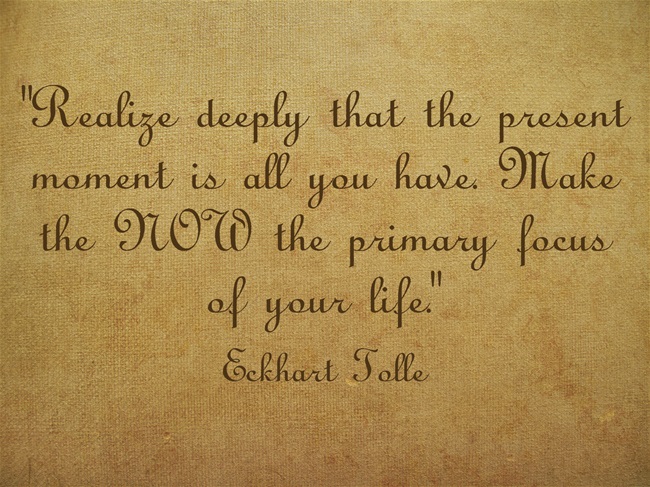 "Realize deeply that the present
moment is all you have. Make
the NOW the primary focus
of your life."
Eckhart Tolle